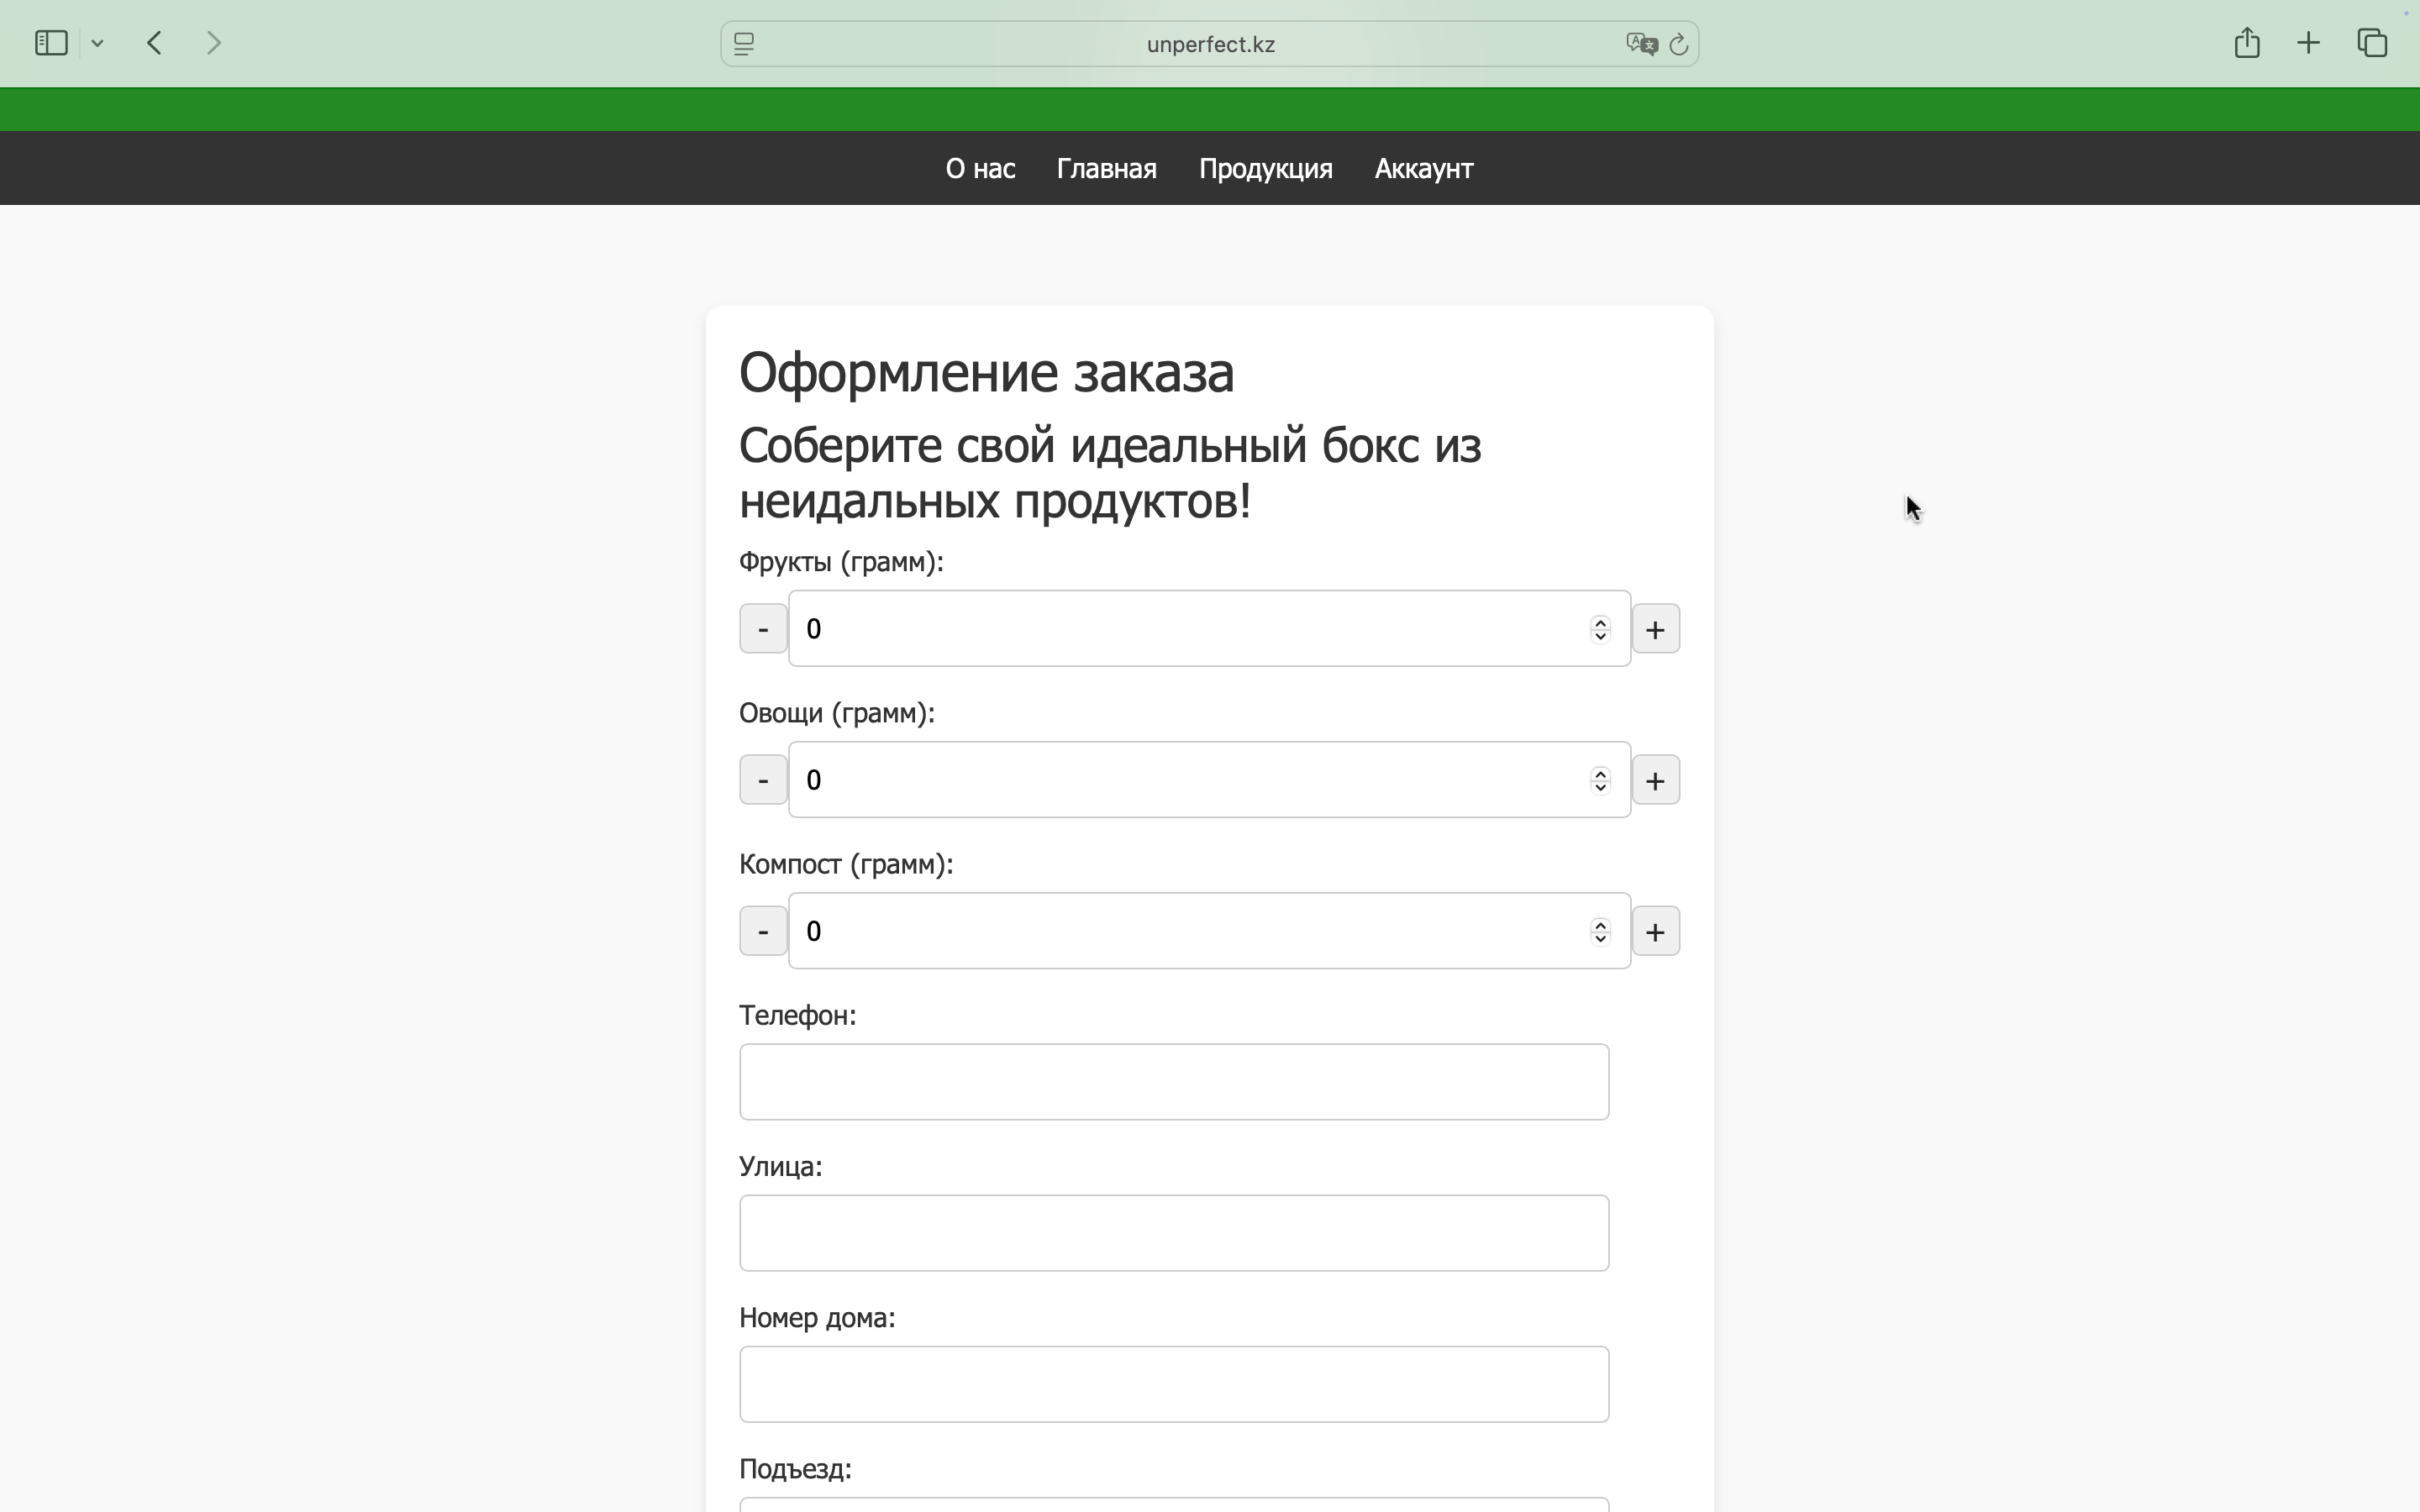 unperfect.kz
О нас Главная Продукция Аккаунт
Оформление заказа
Соберите свой идеальный бокс из
неидальных продуктов!
Фрукты (грамм):
- 0 +
Овощи (грамм):
- 0 +
Компост (грамм):
- 0 +
Телефон:
Улица:
Номер дома:
Подъезд: